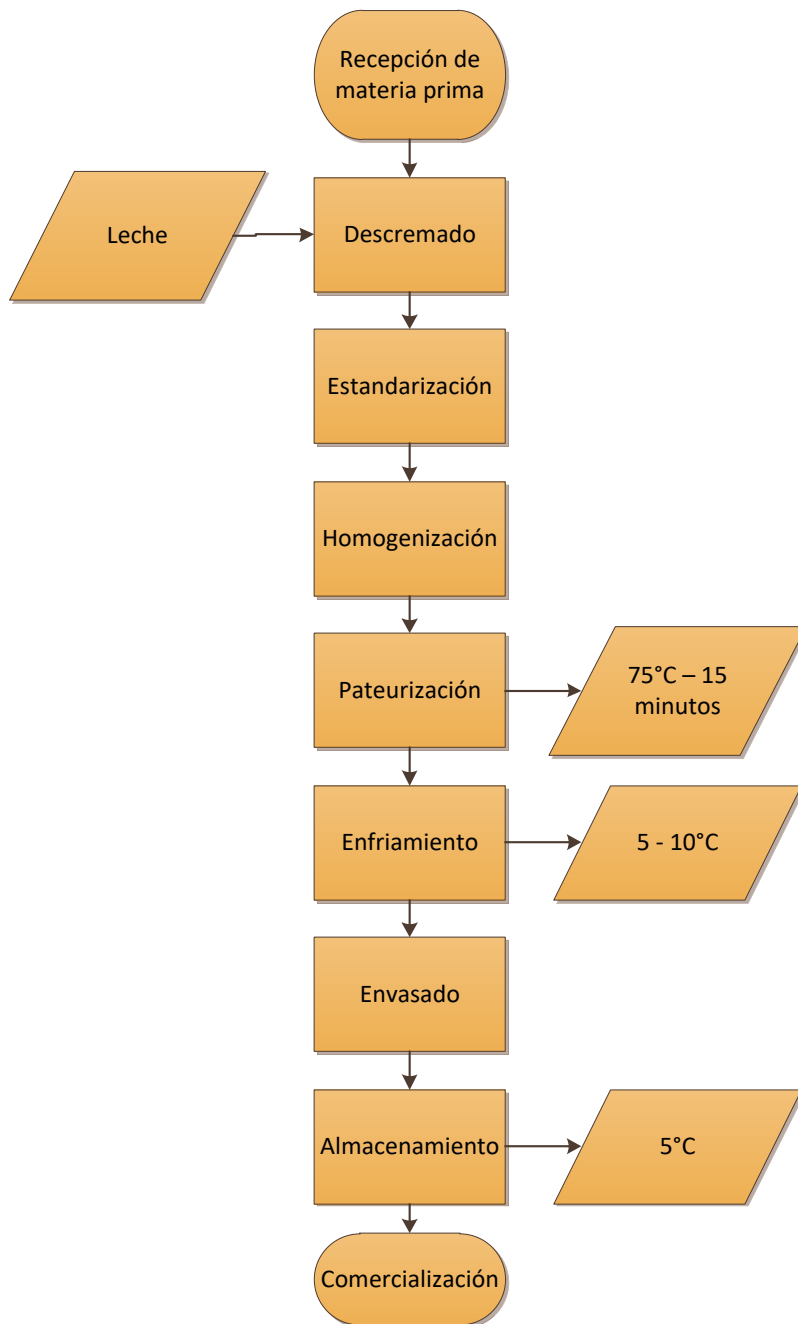 Recepción de
materia prima
Leche
Descremado
Estandarización
Homogenización
Pateurización
75°C – 15
minutos
Enfriamiento
5 - 10°C
Envasado
Almacenamiento
5°C
Comercialización